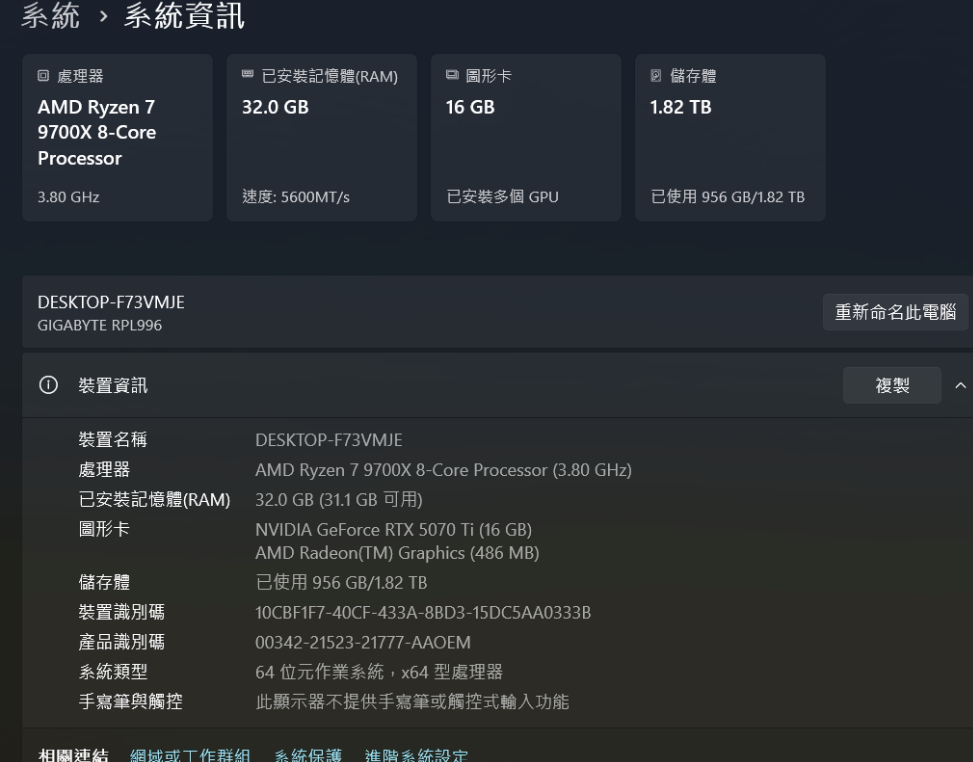 系統 › 系統資訊
處理器
AMD Ryzen 7
9700X 8-Core
Processor
3.80 GHz
已安裝記憶體(RAM)
32.0 GB
速度: 5600MT/s
圖形卡
16 GB
已安裝多個 GPU
儲存體
1.82 TB
已使用 956 GB/1.82 TB
DESKTOP-F73VMJE
GIGABYTE RPL996
重新命名此電腦
裝置資訊
複製
裝置名稱 DESKTOP-F73VMJE
處理器 AMD Ryzen 7 9700X 8-Core Processor (3.80 GHz)
已安裝記憶體(RAM) 32.0 GB (31.1 GB 可用)
圖形卡 NVIDIA GeForce RTX 5070 Ti (16 GB)
AMD Radeon(TM) Graphics (486 MB)
儲存體 已使用 956 GB/1.82 TB
裝置識別碼 10CBF1F7-40CF-433A-8BD3-15DC5AA0333B
產品識別碼 00342-21523-21777-AAOEM
系統類型 64 位元作業系統，x64 型處理器
手寫筆與觸控 此顯示器不提供手寫筆或觸控式輸入功能
相關連結 網域或工作群組 系統保護 進階系統設定